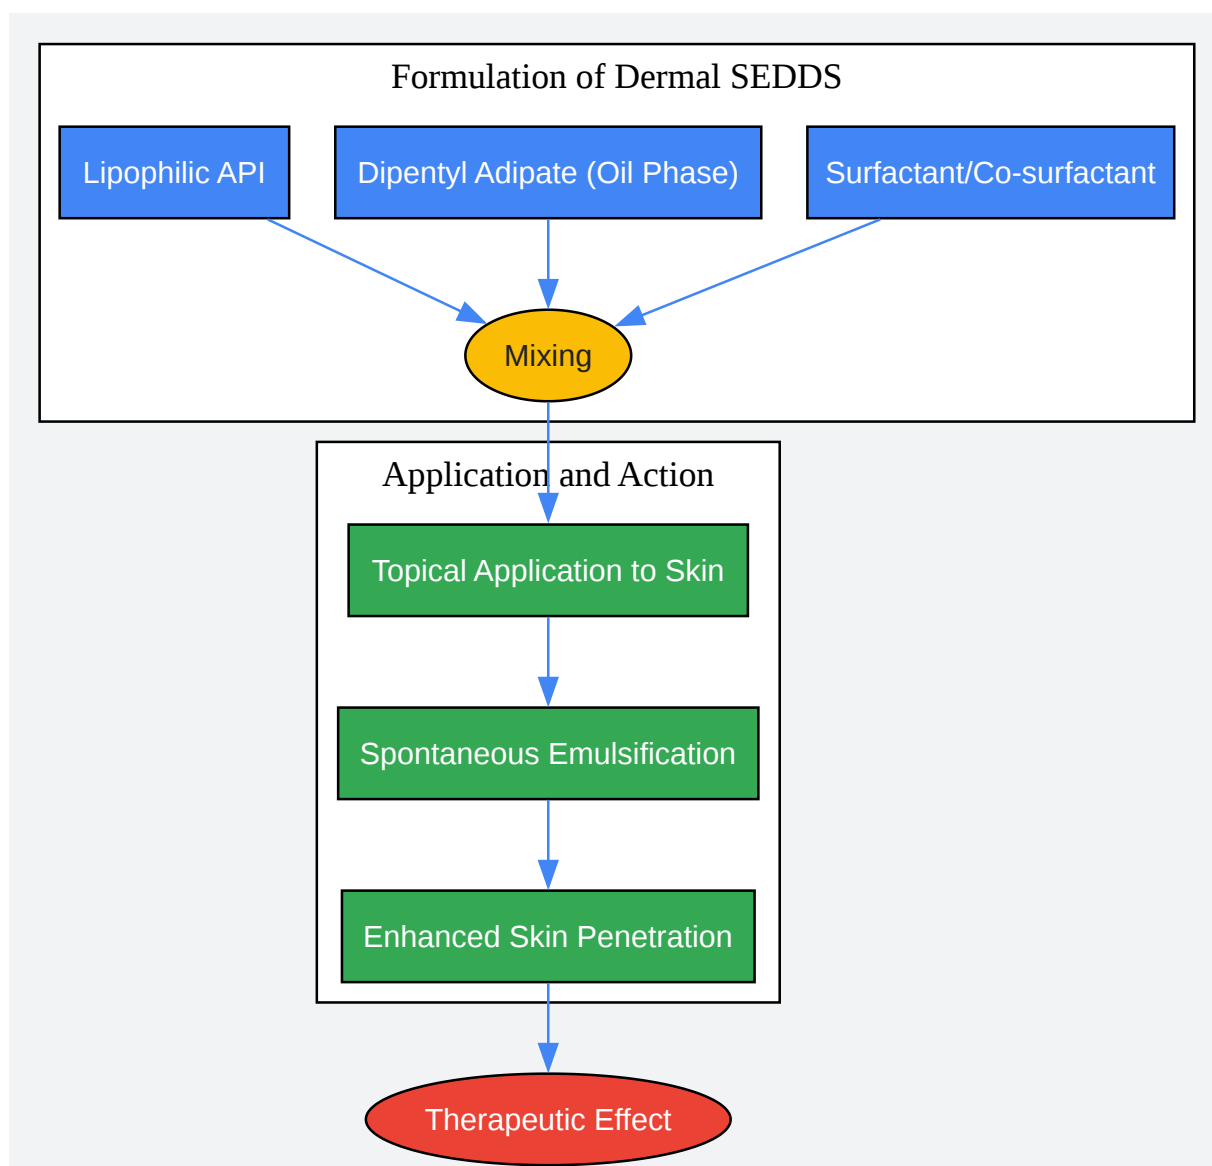 Formulation of Dermal SEDDS
Lipophilic API
Dipentyl Adipate (Oil Phase)
Surfactant/Co-surfactant
Mixing
Application and Action
Topical Application to Skin
Spontaneous Emulsification
Enhanced Skin Penetration
Therapeutic Effect